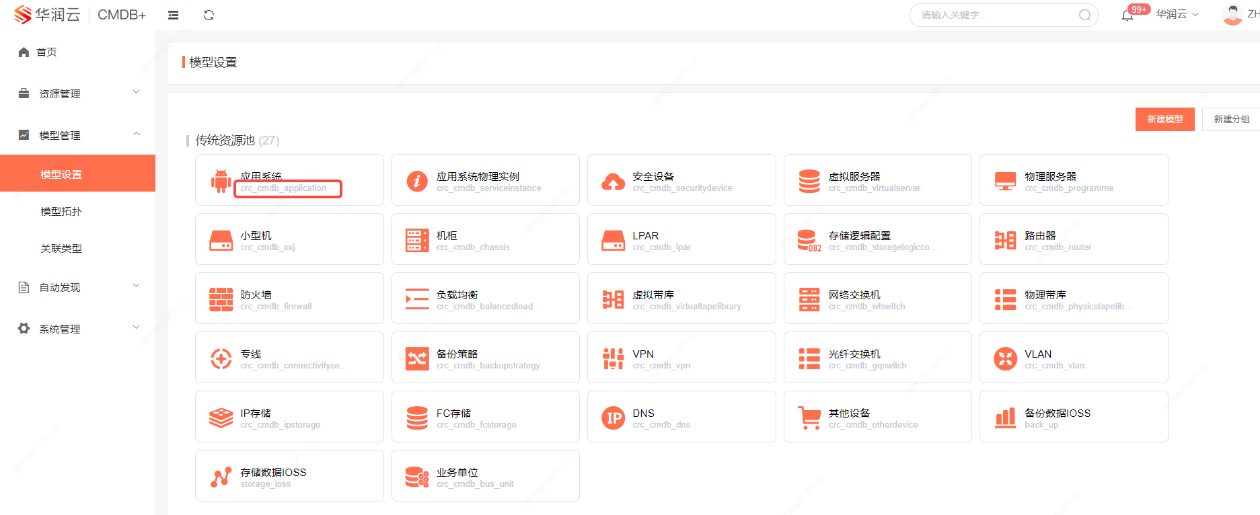 华润云 CMDB+ 请输入关键字... 99+ 华润云 ZH
首页
资源管理
模型管理
模型设置
模型拓扑
关联类型
自动发现
系统管理
模型设置
新建模型 新建分组
传统资源池 (27)
应用系统
crc_cmdb_application
应用系统物理实例
crc_cmdb_serviceinstance
安全设备
crc_cmdb_securitydevice
虚拟服务器
crc_cmdb_virtualserver
物理服务器
crc_cmdb_programme
小型机
crc_cmdb_xxj
机柜
crc_cmdb_chassis
LPAR
crc_cmdb_lpar
DB2
存储逻辑配置
crc_cmdb_storagelogicco...
路由器
crc_cmdb_router
防火墙
crc_cmdb_firewall
负载均衡
crc_cmdb_balancedload
虚拟带库
crc_cmdb_virtualtapelibrary
网络交换机
crc_cmdb_wlswitch
物理带库
crc_cmdb_physicstapelib...
专线
crc_cmdb_connectivityse...
备份策略
crc_cmdb_backupstrategy
VPN
crc_cmdb_vpn
光纤交换机
crc_cmdb_gqswitch
VLAN
crc_cmdb_vlan
IP存储
crc_cmdb_ipstorage
FC存储
crc_cmdb_fcstorage
IP
DNS
crc_cmdb_dns
其他设备
crc_cmdb_otherdevice
备份数据IOSS
back_up
存储数据IOSS
storage_ioss
业务单位
crc_cmdb_bus_unit